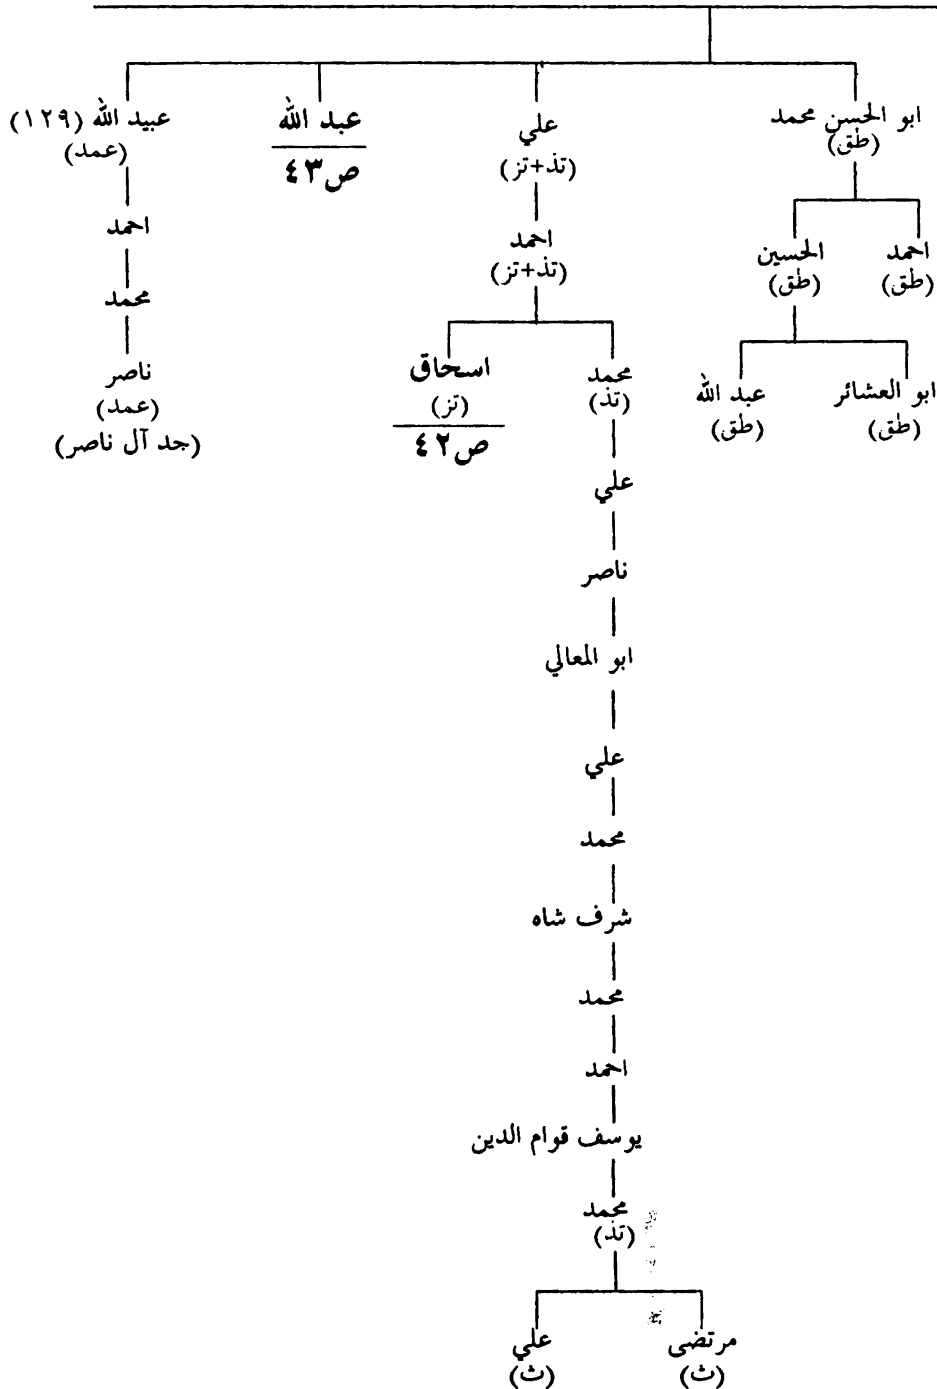 ابو الحسن محمد
(طق)
علي
(تذ+تز)
عبد الله
ص٤٣
عبيد الله (١٢٩)
(عمد)
احمد
(طق)
الحسين
(طق)
احمد
(تذ+تز)
احمد
محمد
ابو العشائر
(طق)
عبد الله
(طق)
محمد
(تذ)
اسحاق
(تز)
ص٤٢
ناصر
(عمد)
(جد آل ناصر)
علي
ناصر
ابو المعالي
علي
محمد
شرف شاه
محمد
احمد
يوسف قوام الدين
محمد
(تذ)
مرتضى
(ث)
علي
(ث)